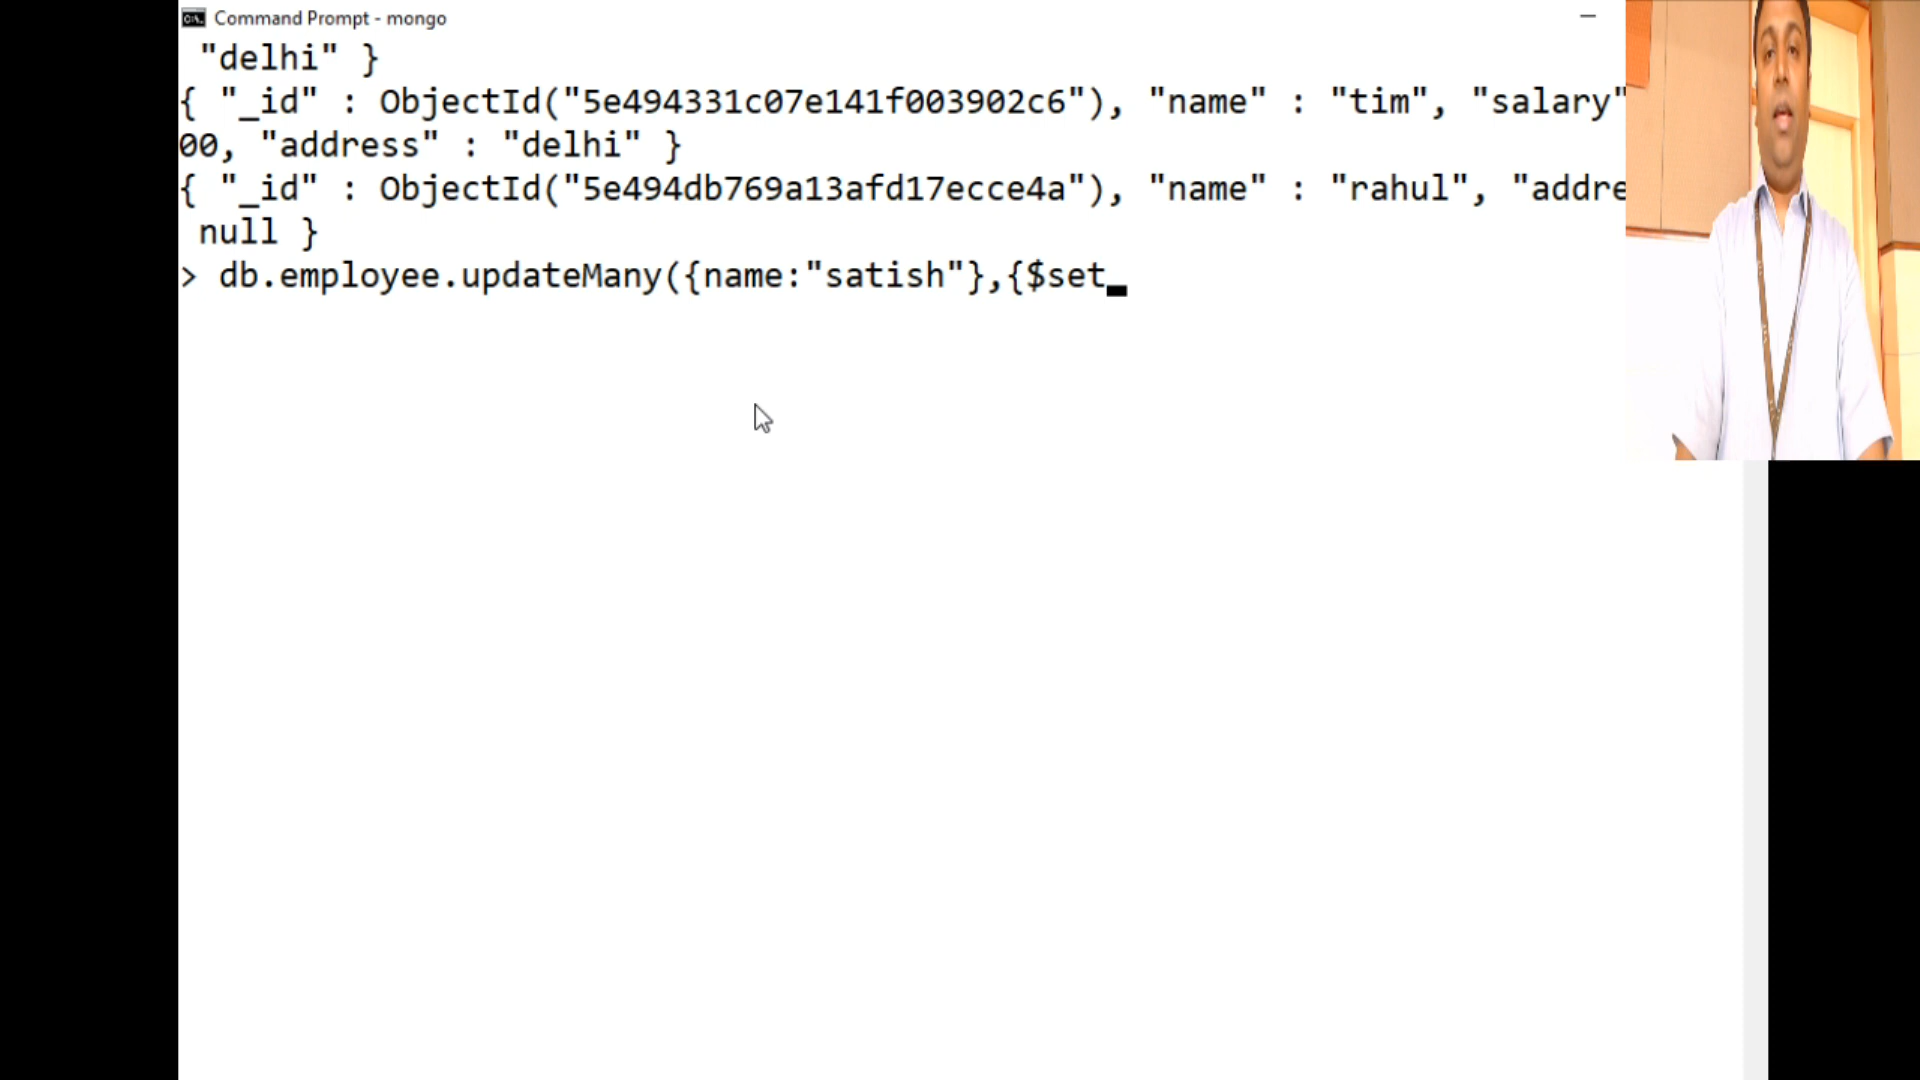 Command Prompt - mongo
"delhi" }
{ "_id" : ObjectId("5e494331c07e141f003902c6"), "name" : "tim", "salary"
00, "address" : "delhi" }
{ "_id" : ObjectId("5e494db769a13afd17ecce4a"), "name" : "rahul", "addre
null }
> db.employee.updateMany({name:"satish"},{$set